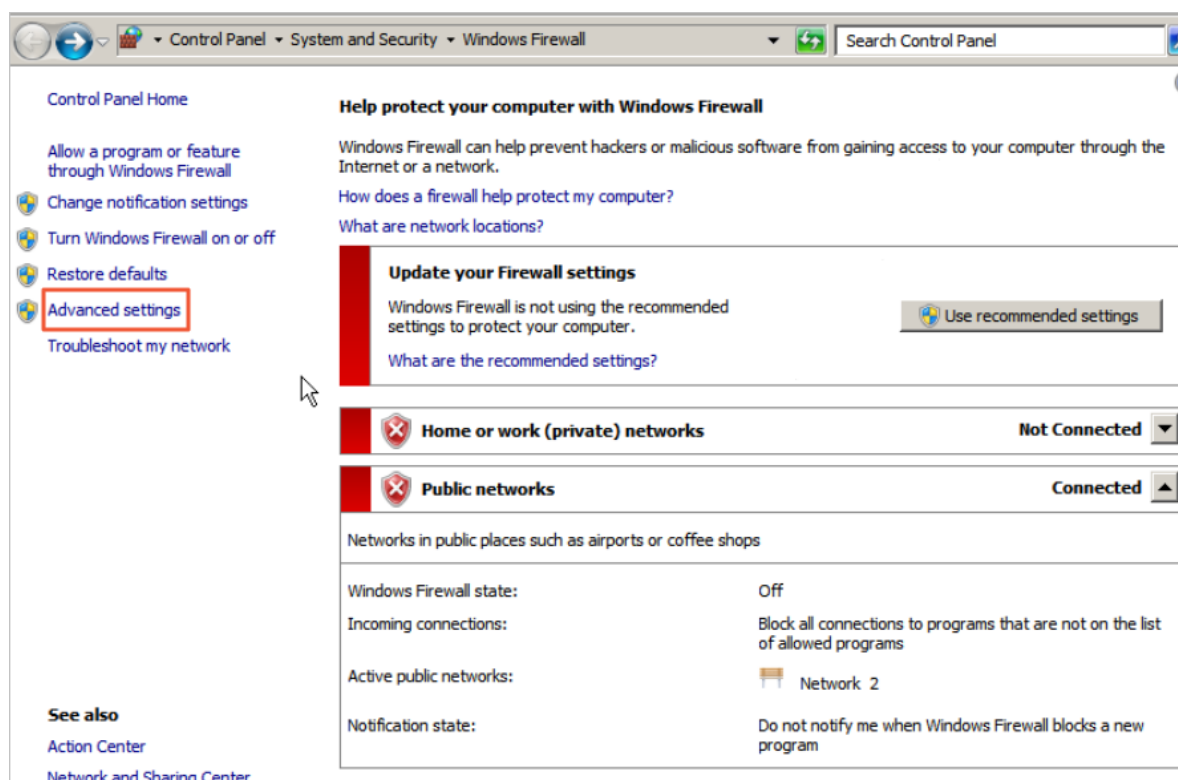 Control Panel ▾ System and Security ▾ Windows Firewall
Search Control Panel
Control Panel Home
Allow a program or feature
through Windows Firewall
Change notification settings
Turn Windows Firewall on or off
Restore defaults
Advanced settings
Troubleshoot my network
See also
Action Center
Network and Sharing Center
Help protect your computer with Windows Firewall
Windows Firewall can help prevent hackers or malicious software from gaining access to your computer through the
Internet or a network.
How does a firewall help protect my computer?
What are network locations?
Update your Firewall settings
Windows Firewall is not using the recommended
settings to protect your computer.
Use recommended settings
What are the recommended settings?
Home or work (private) networks Not Connected
Public networks Connected
Networks in public places such as airports or coffee shops
Windows Firewall state: Off
Incoming connections: Block all connections to programs that are not on the list
of allowed programs
Active public networks: Network 2
Notification state: Do not notify me when Windows Firewall blocks a new
program